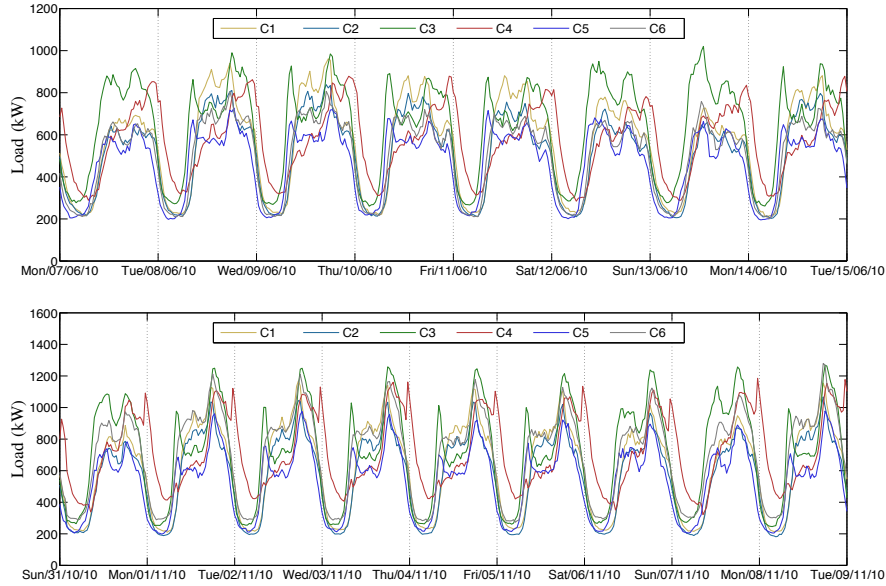 1200
1000
800
600
400
200
0
Load (kW)
C1 C2 C3 C4 C5 C6
Mon/07/06/10 Tue/08/06/10 Wed/09/06/10 Thu/10/06/10 Fri/11/06/10 Sat/12/06/10 Sun/13/06/10 Mon/14/06/10 Tue/15/06/10
1600
1400
1200
1000
800
600
400
200
0
Load (kW)
C1 C2 C3 C4 C5 C6
Sun/31/10/10 Mon/01/11/10 Tue/02/11/10 Wed/03/11/10 Thu/04/11/10 Fri/05/11/10 Sat/06/11/10 Sun/07/11/10 Mon/08/11/10 Tue/09/11/10